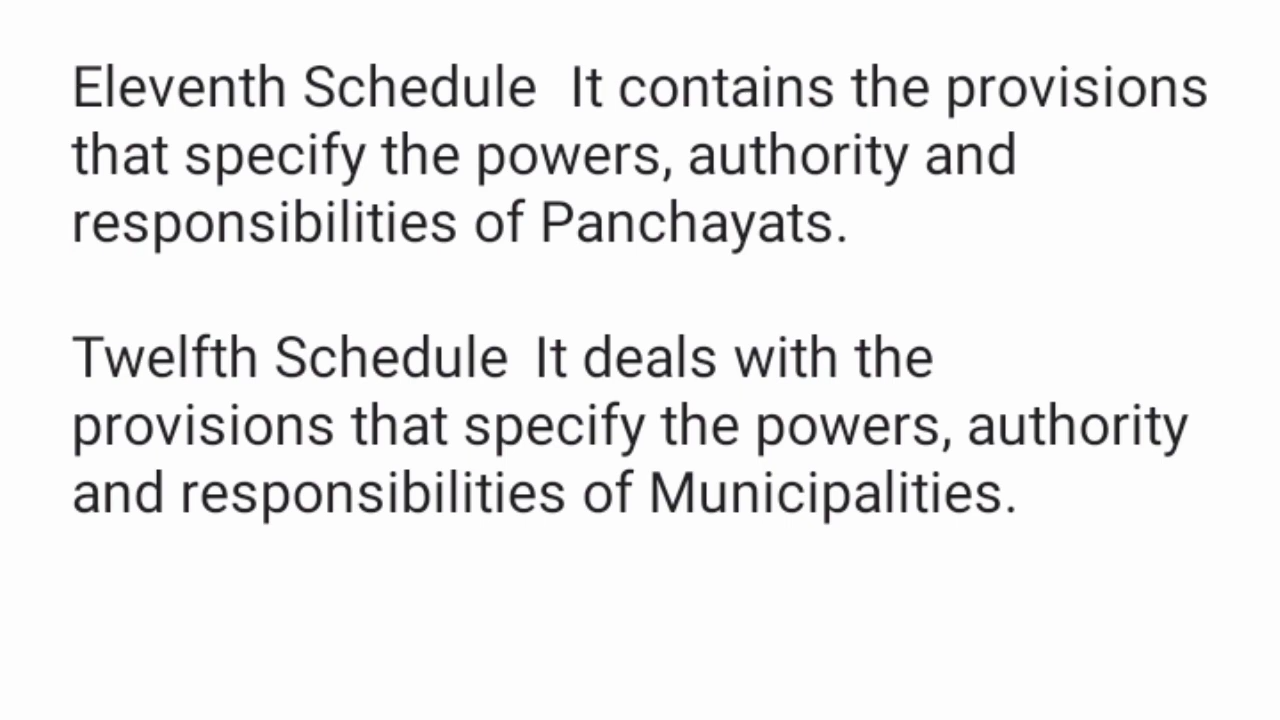 Eleventh Schedule  It contains the provisions
that specify the powers, authority and
responsibilities of Panchayats.
Twelfth Schedule  It deals with the
provisions that specify the powers, authority
and responsibilities of Municipalities.